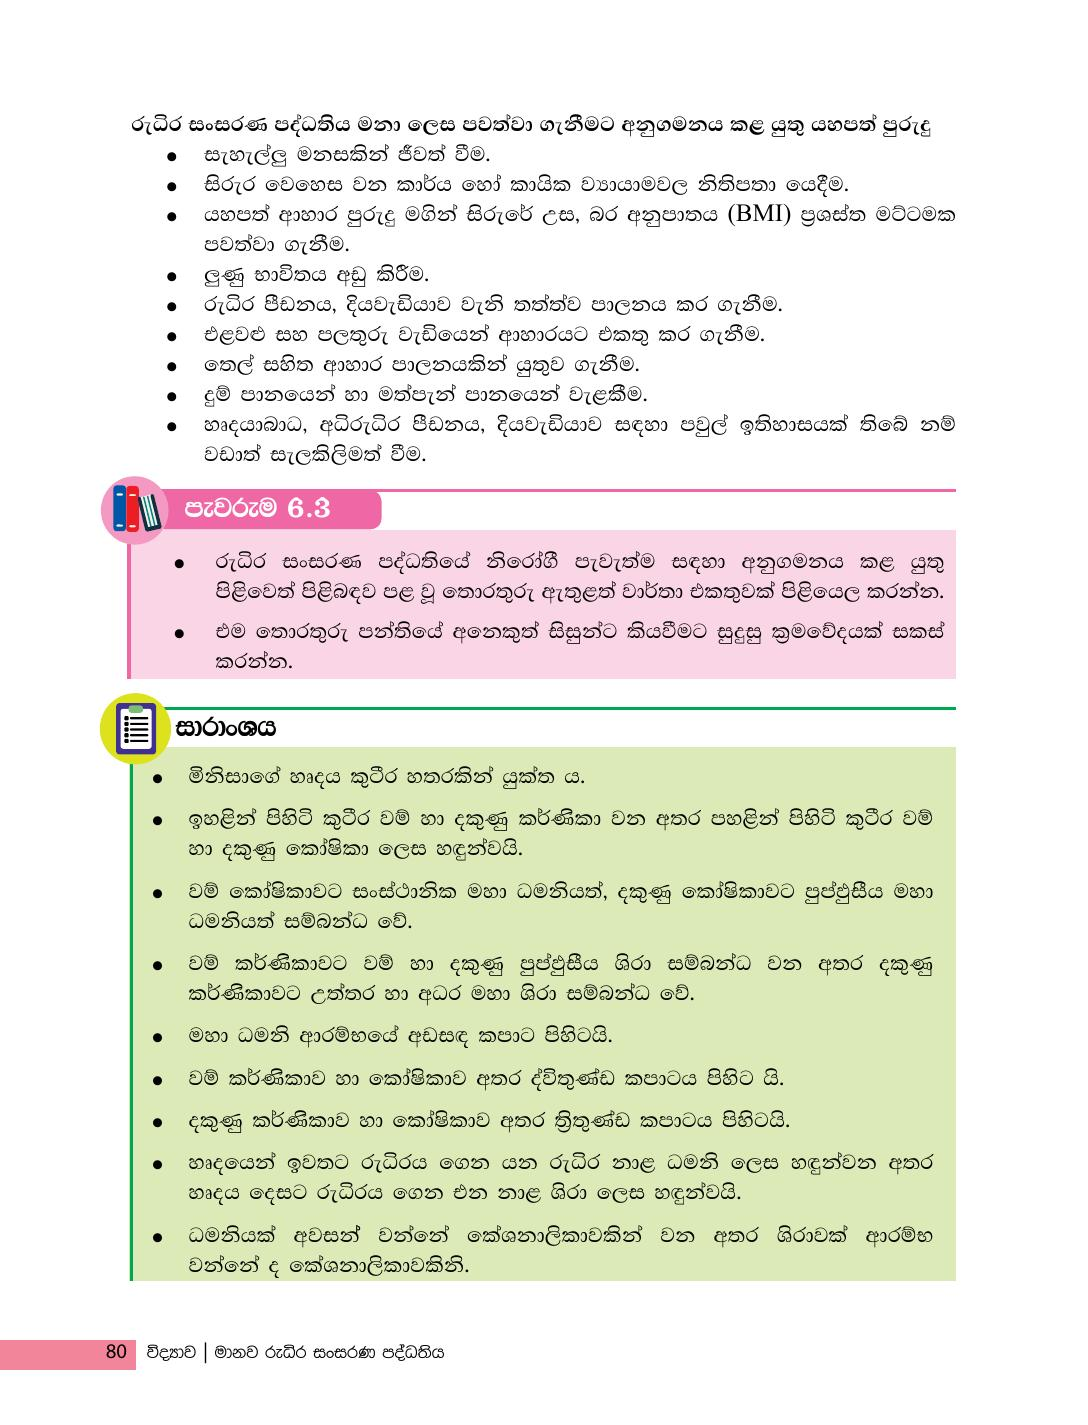 රුධිර සංසරණ පද්ධතිය මනා ලෙස පවත්වා ගැනීමට අනුගමනය කළ යුතු යහපත් පුරුදු
● සැහැල්ලු මනසකින් ජීවත් වීම.
● සිරුර වෙහෙස වන කාර්ය හෝ කායික ව්‍යායාමවල නිතිපතා යෙදීම.
● යහපත් ආහාර පුරුදු මගින් සිරුරේ උස, බර අනුපාතය (BMI) ප්‍රශස්ත මට්ටමක
පවත්වා ගැනීම.
● ලුණු භාවිතය අඩු කිරීම.
● රුධිර පීඩනය, දියවැඩියාව වැනි තත්ත්ව පාලනය කර ගැනීම.
● එළවළු සහ පලතුරු වැඩියෙන් ආහාරයට එකතු කර ගැනීම.
● තෙල් සහිත ආහාර පාලනයකින් යුතුව ගැනීම.
● දුම් පානයෙන් හා මත්පැන් පානයෙන් වැළකීම.
● හෘදයාබාධ, අධිරුධිර පීඩනය, දියවැඩියාව සඳහා පවුල් ඉතිහාසයක් තිබේ නම්
වඩාත් සැලකිලිමත් වීම.
පැවරුම 6.3
● රුධිර සංසරණ පද්ධතියේ නිරෝගී පැවැත්ම සඳහා අනුගමනය කළ යුතු
පිළිවෙත් පිළිබඳව පළ වූ තොරතුරු ඇතුළත් වාර්තා එකතුවක් පිළියෙල කරන්න.
● එම තොරතුරු පන්තියේ අනෙකුත් සිසුන්ට කියවීමට සුදුසු ක්‍රමවේදයක් සකස්
කරන්න.
සාරාංශය
● මිනිසාගේ හෘදය කුටීර හතරකින් යුක්ත ය.
● ඉහළින් පිහිටි කුටීර වම් හා දකුණු කර්ණිකා වන අතර පහළින් පිහිටි කුටීර වම්
හා දකුණු කෝෂිකා ලෙස හඳුන්වයි.
● වම් කෝෂිකාවට සංස්ථානික මහා ධමනියත්, දකුණු කෝෂිකාවට පුප්ඵුසීය මහා
ධමනියත් සම්බන්ධ වේ.
● වම් කර්ණිකාවට වම් හා දකුණු පුප්ඵුසීය ශිරා සම්බන්ධ වන අතර දකුණු
කර්ණිකාවට උත්තර හා අධර මහා ශිරා සම්බන්ධ වේ.
● මහා ධමනි ආරම්භයේ අඩසඳ කපාට පිහිටයි.
● වම් කර්ණිකාව හා කෝෂිකාව අතර ද්විතුණ්ඩ කපාටය පිහිට යි.
● දකුණු කර්ණිකාව හා කෝෂිකාව අතර ත්‍රිතුණ්ඩ කපාටය පිහිටයි.
● හෘදයෙන් ඉවතට රුධිරය ගෙන යන රුධිර නාළ ධමනි ලෙස හඳුන්වන අතර
හෘදය දෙසට රුධිරය ගෙන එන නාළ ශිරා ලෙස හඳුන්වයි.
● ධමනියක් අවසන් වන්නේ කේශනාලිකාවකින් වන අතර ශිරාවක් ආරම්භ
වන්නේ ද කේශනාලිකාවකිනි.
80 විද්‍යාව | මානව රුධිර සංසරණ පද්ධතිය